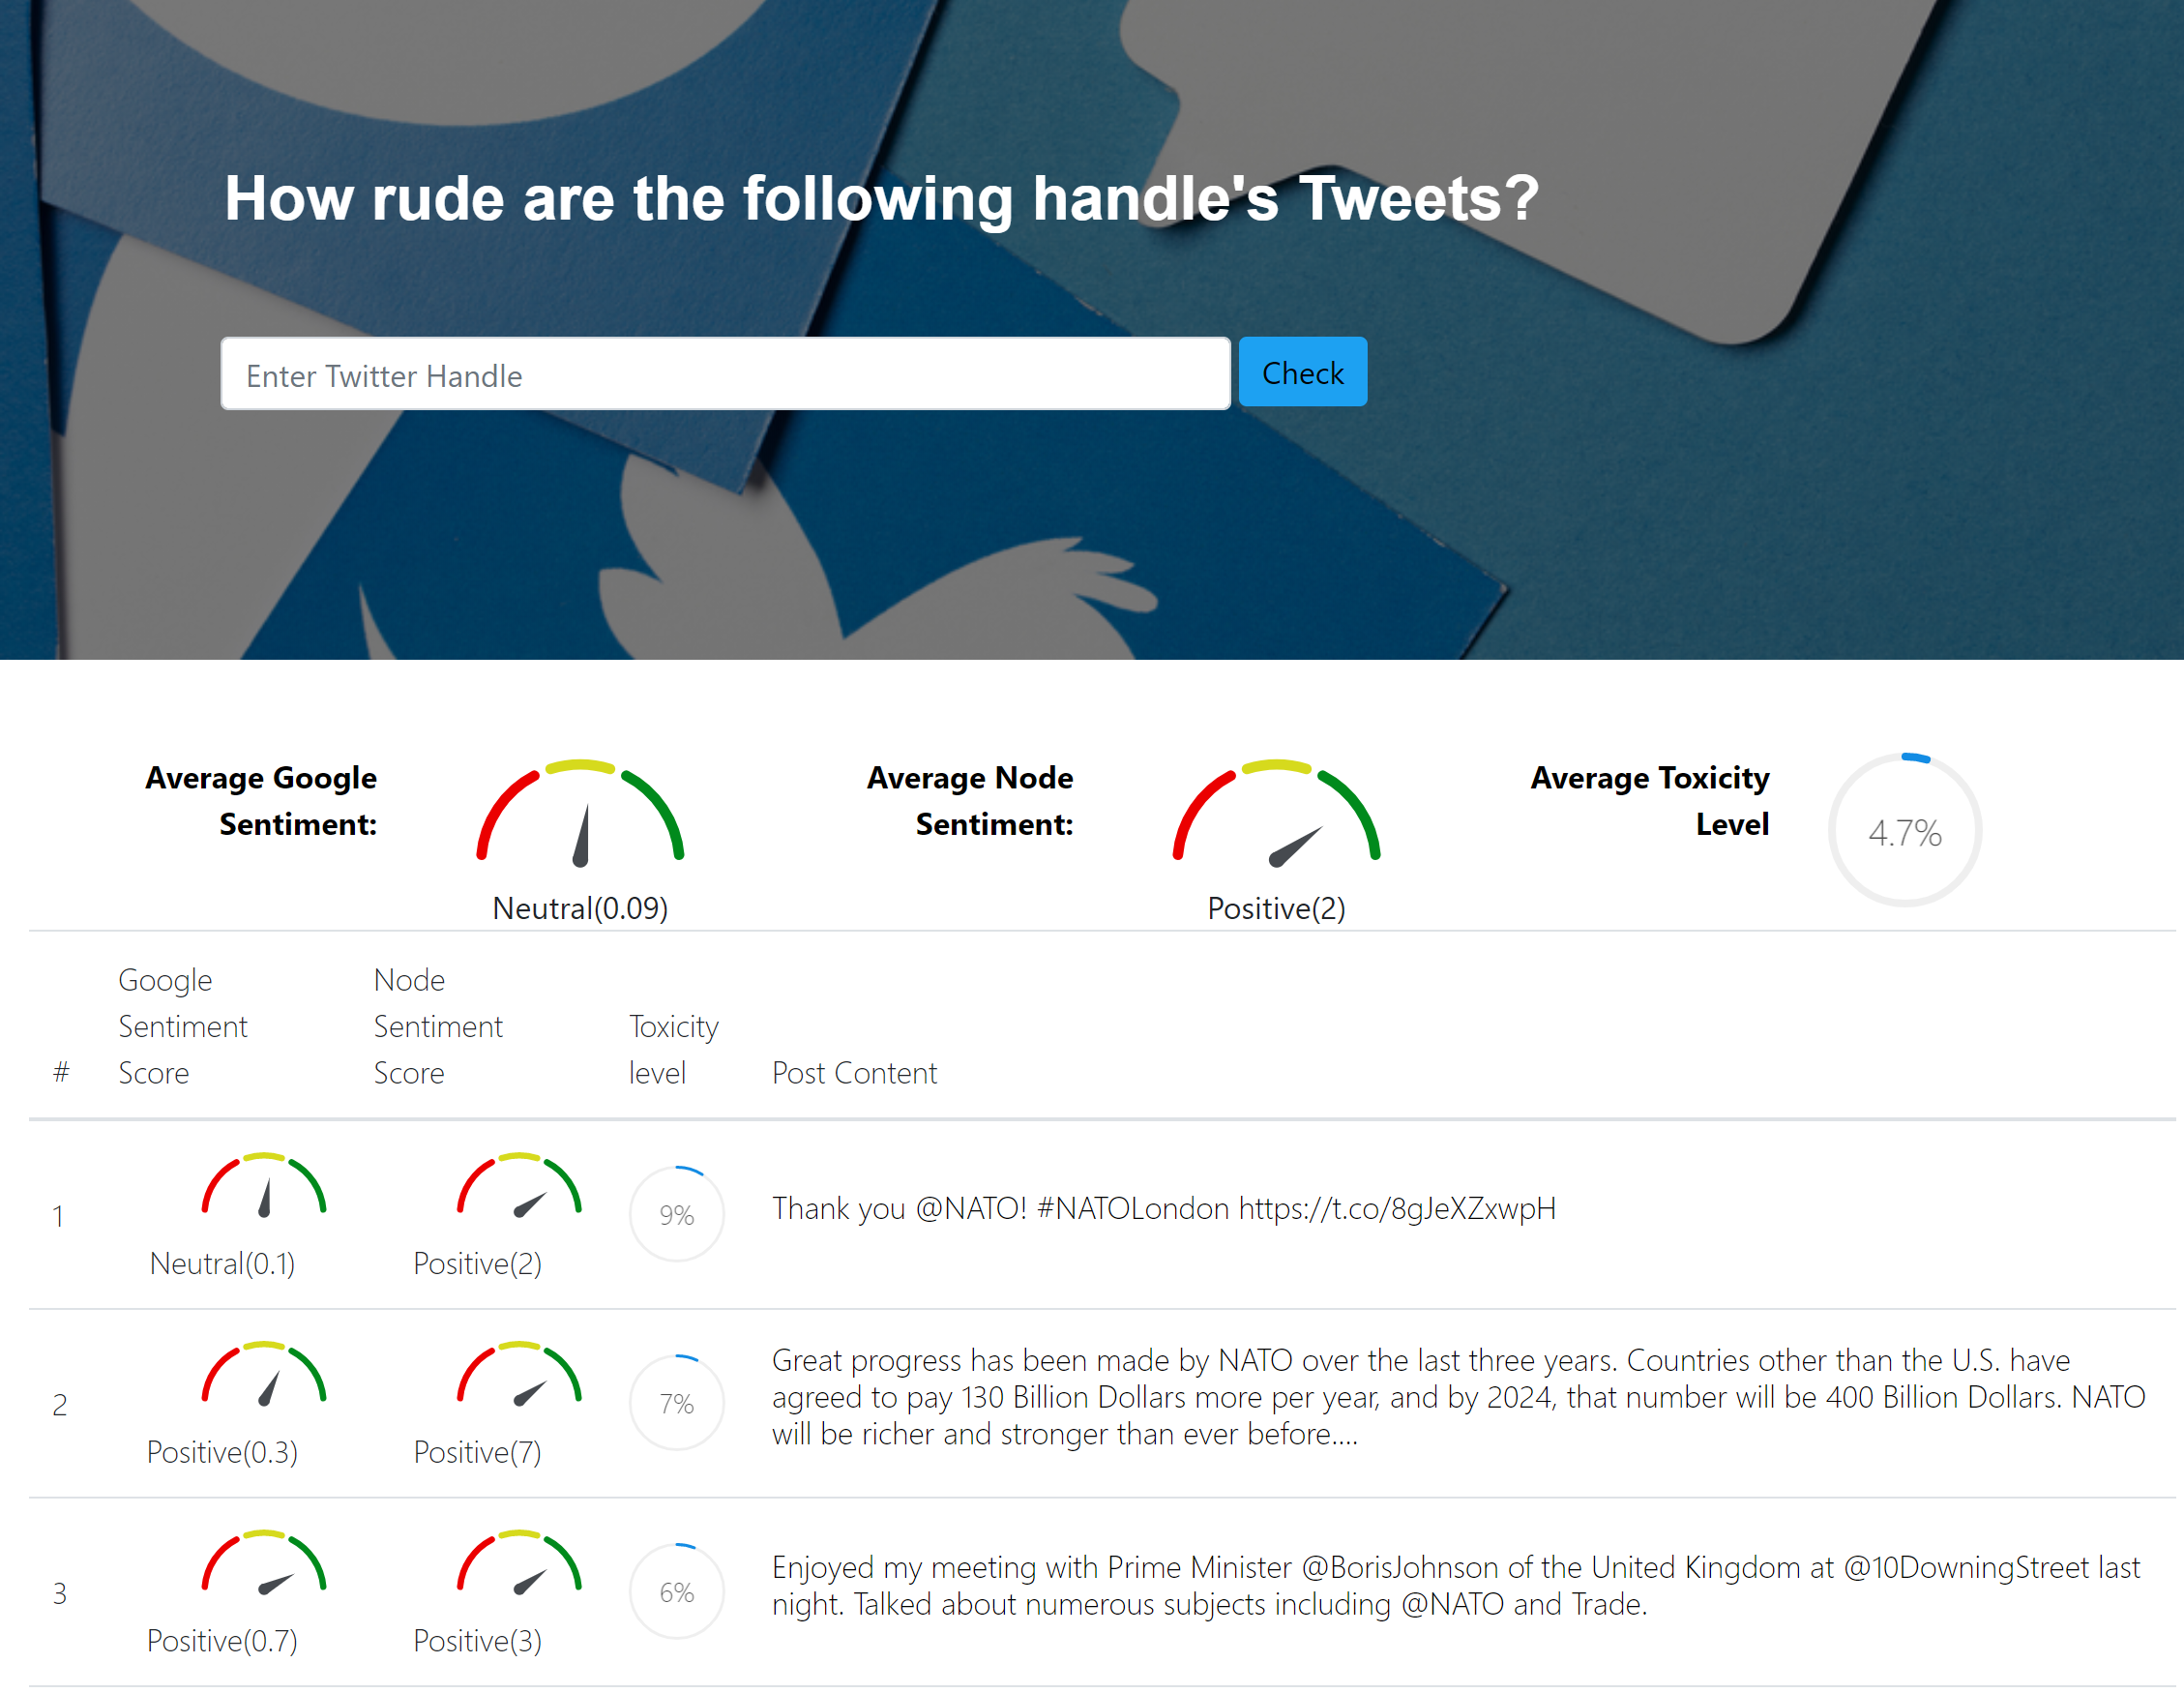 How rude are the following handle's Tweets?
Enter Twitter Handle
Check
Average Google
Sentiment:
Neutral(0.09)
Average Node
Sentiment:
Positive(2)
Average Toxicity
Level
4.7%
#
Google
Sentiment
Score
Node
Sentiment
Score
Toxicity
level
Post Content
1
Neutral(0.1)
Positive(2)
9%
Thank you @NATO! #NATOLondon https://t.co/8gJeXZxwpH
2
Positive(0.3)
Positive(7)
7%
Great progress has been made by NATO over the last three years. Countries other than the U.S. have
agreed to pay 130 Billion Dollars more per year, and by 2024, that number will be 400 Billion Dollars. NATO
will be richer and stronger than ever before....
3
Positive(0.7)
Positive(3)
6%
Enjoyed my meeting with Prime Minister @BorisJohnson of the United Kingdom at @10DowningStreet last
night. Talked about numerous subjects including @NATO and Trade.